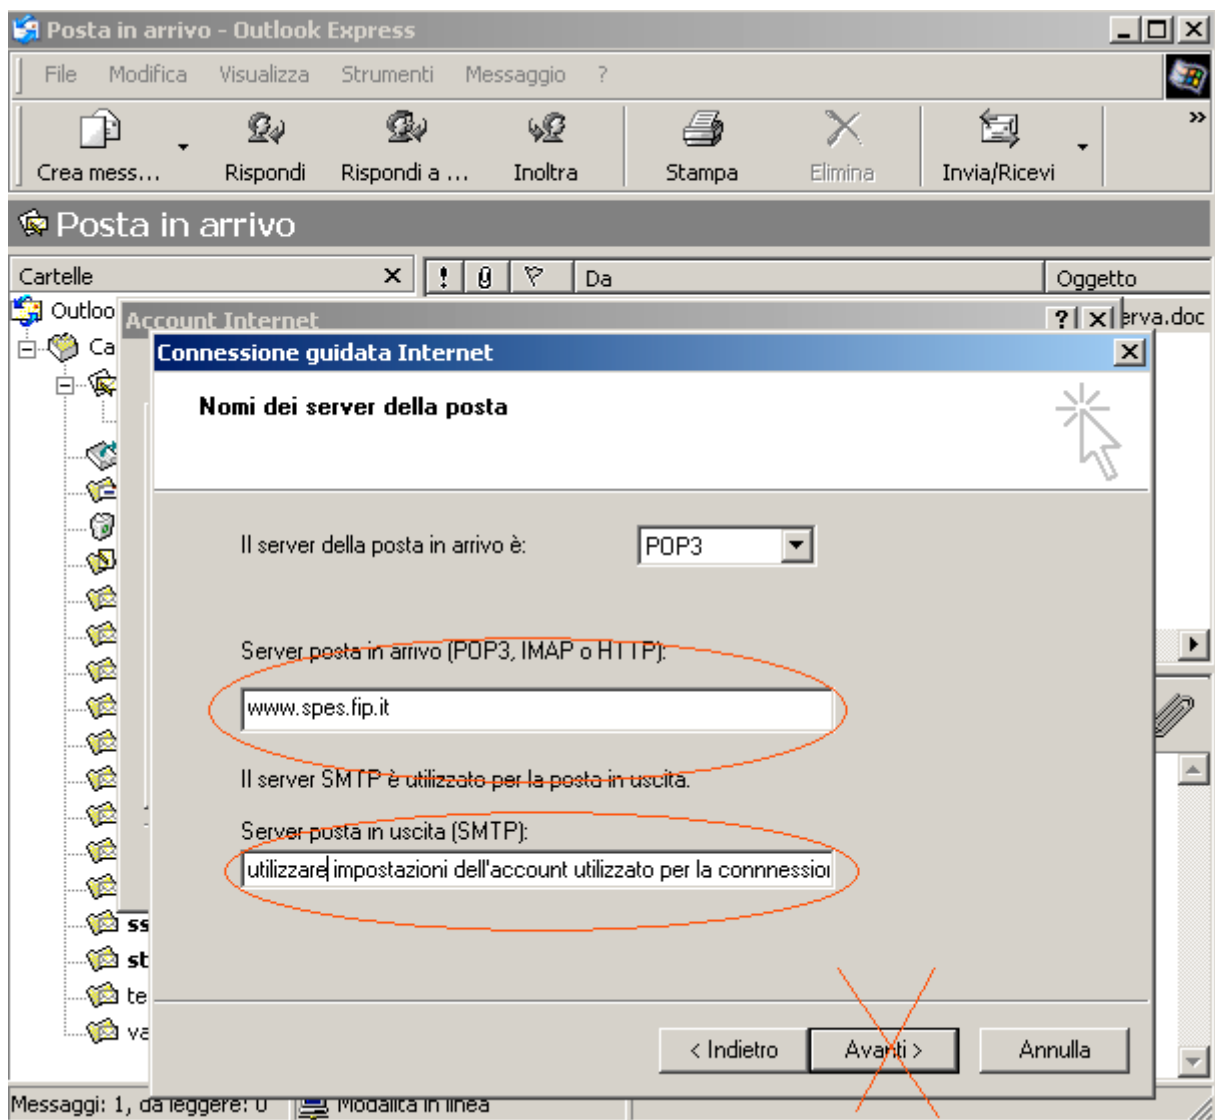 Posta in arrivo - Outlook Express
File Modifica Visualizza Strumenti Messaggio ?
»
Crea mess... Rispondi Rispondi a ... Inoltra Stampa Elimina Invia/Ricevi
Posta in arrivo
Cartelle Da Oggetto
Outloo
Account Internet
erva.doc
Ca
Connessione guidata Internet
Nomi dei server della posta
Il server della posta in arrivo è: POP3
Server posta in arrivo (POP3, IMAP o HTTP):
www.spes.fip.it
Il server SMTP è utilizzato per la posta in uscita.
Server posta in uscita (SMTP):
utilizzare impostazioni dell'account utilizzato per la connnession
ss
st
te
va
< Indietro Avanti > Annulla
Messaggi: 1, da leggere: 0 Modalità in linea